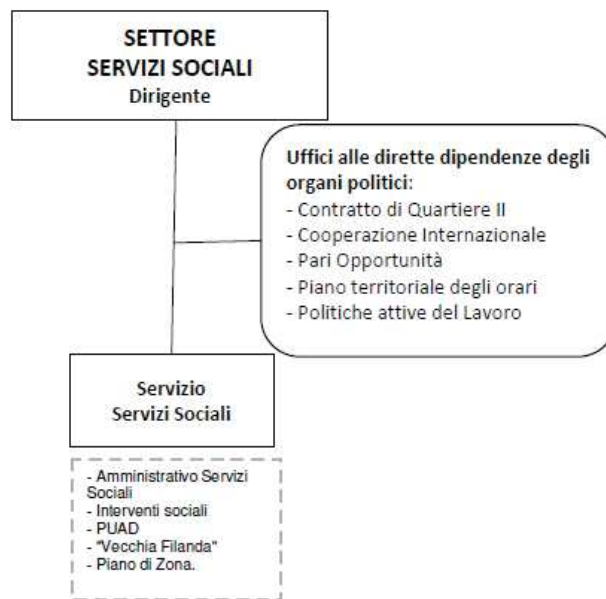 SETTORE
SERVIZI SOCIALI
Dirigente
Uffici alle dirette dipendenze degli
organi politici:
- Contratto di Quartiere II
- Cooperazione Internazionale
- Pari Opportunità
- Piano territoriale degli orari
- Politiche attive del Lavoro
Servizio
Servizi Sociali
- Amministrativo Servizi
Sociali
- Interventi sociali
- PUAD
- "Vecchia Filanda"
- Piano di Zona.